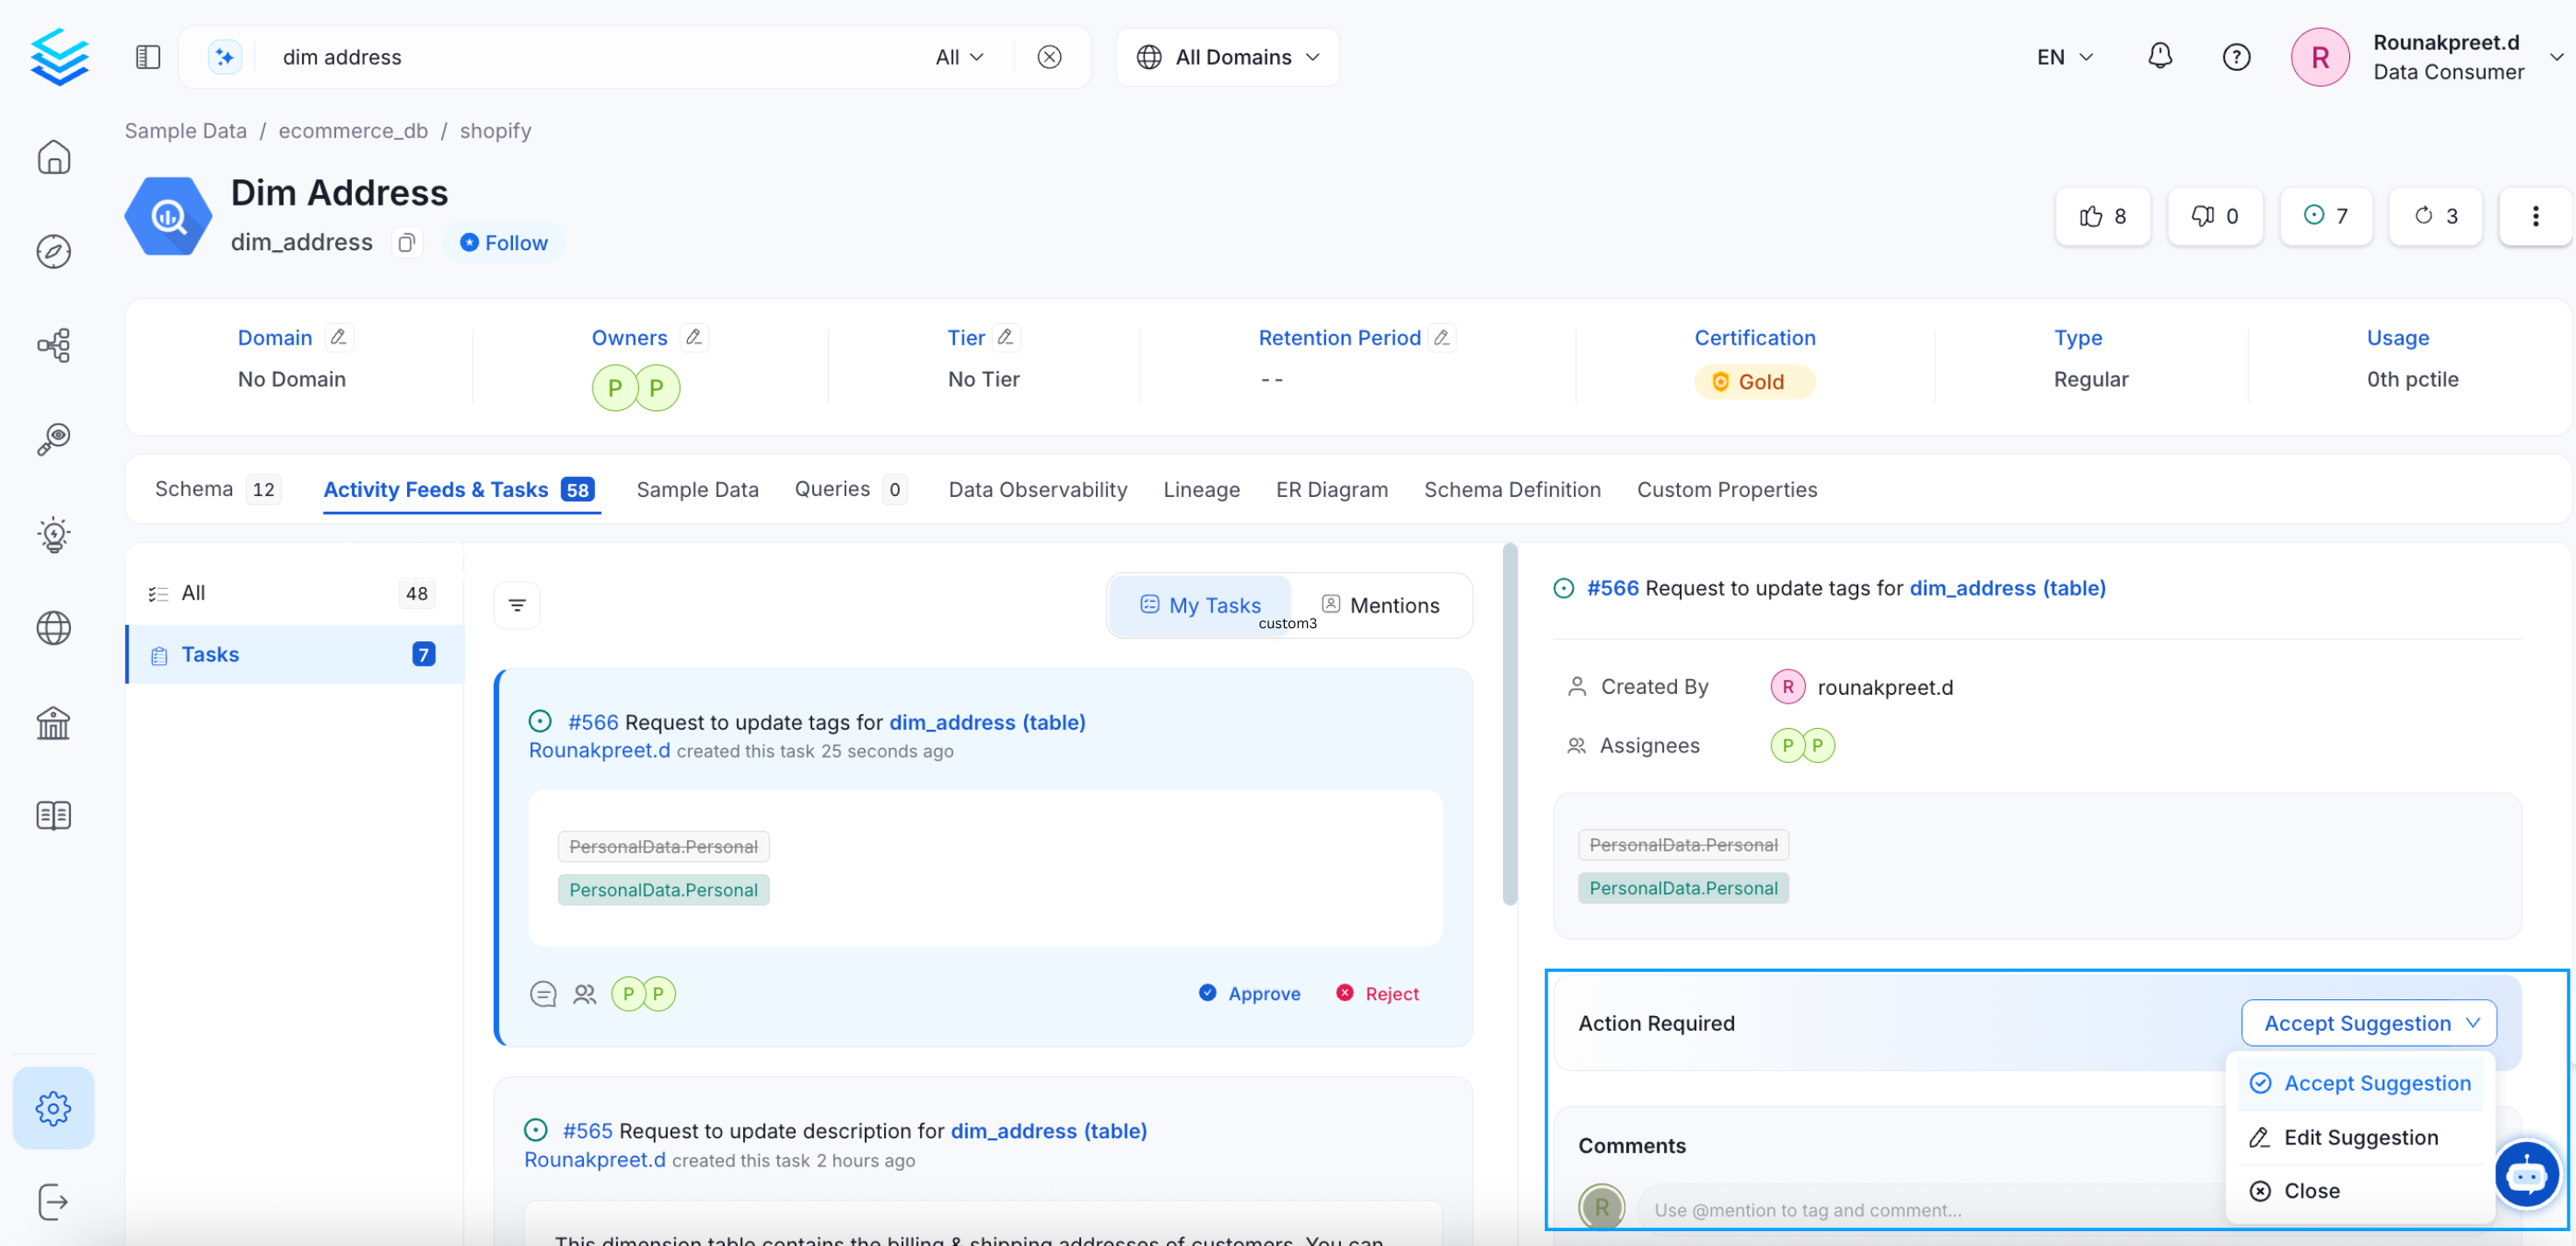 dim address
All
All Domains
EN
R
Rounakpreet.d
Data Consumer
Sample Data / ecommerce_db / shopify
Dim Address
dim_address
Follow
8
0
7
3
Domain
No Domain
Owners
P P
Tier
No Tier
Retention Period
--
Certification
Gold
Type
Regular
Usage
0th pctile
Schema 12
Activity Feeds & Tasks 58
Sample Data
Queries 0
Data Observability
Lineage
ER Diagram
Schema Definition
Custom Properties
All 48
Tasks 7
My Tasks
Mentions
custom3
#566 Request to update tags for dim_address (table)
Rounakpreet.d created this task 25 seconds ago
PersonalData.Personal
PersonalData.Personal
P P
Approve
Reject
#565 Request to update description for dim_address (table)
Rounakpreet.d created this task 2 hours ago
This dimension table contains the billing & shipping addresses of customers. You can
#566 Request to update tags for dim_address (table)
Created By
R rounakpreet.d
Assignees
P P
PersonalData.Personal
PersonalData.Personal
Action Required
Accept Suggestion
Accept Suggestion
Edit Suggestion
Close
Comments
R
Use @mention to tag and comment...